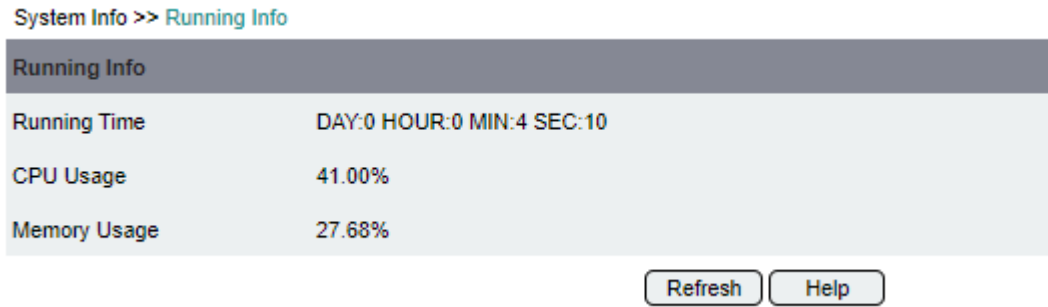 System Info >> Running Info
Running Info
Running Time DAY:0 HOUR:0 MIN:4 SEC:10
CPU Usage 41.00%
Memory Usage 27.68%
Refresh Help